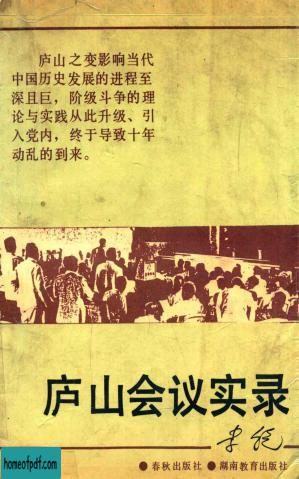 庐山之变影响当代
中国历史发展的进程至
深且巨，阶级斗争的理
论与实践从此升级、引
入党内，终于导致十年
动乱的到来。
庐山会议实录
李锐
●春秋出版社 ●湖南教育出版社
homeofpdf.com